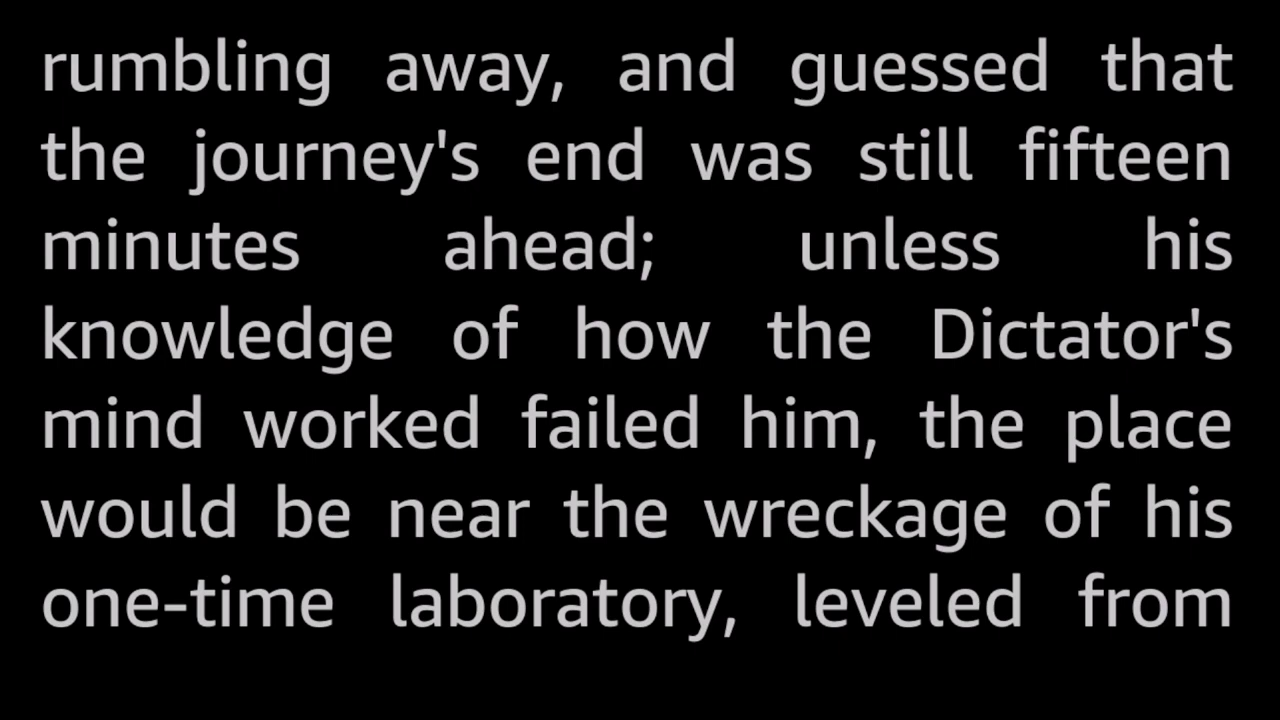 rumbling away, and guessed that
the journey's end was still fifteen
minutes ahead; unless his
knowledge of how the Dictator's
mind worked failed him, the place
would be near the wreckage of his
one-time laboratory, leveled from